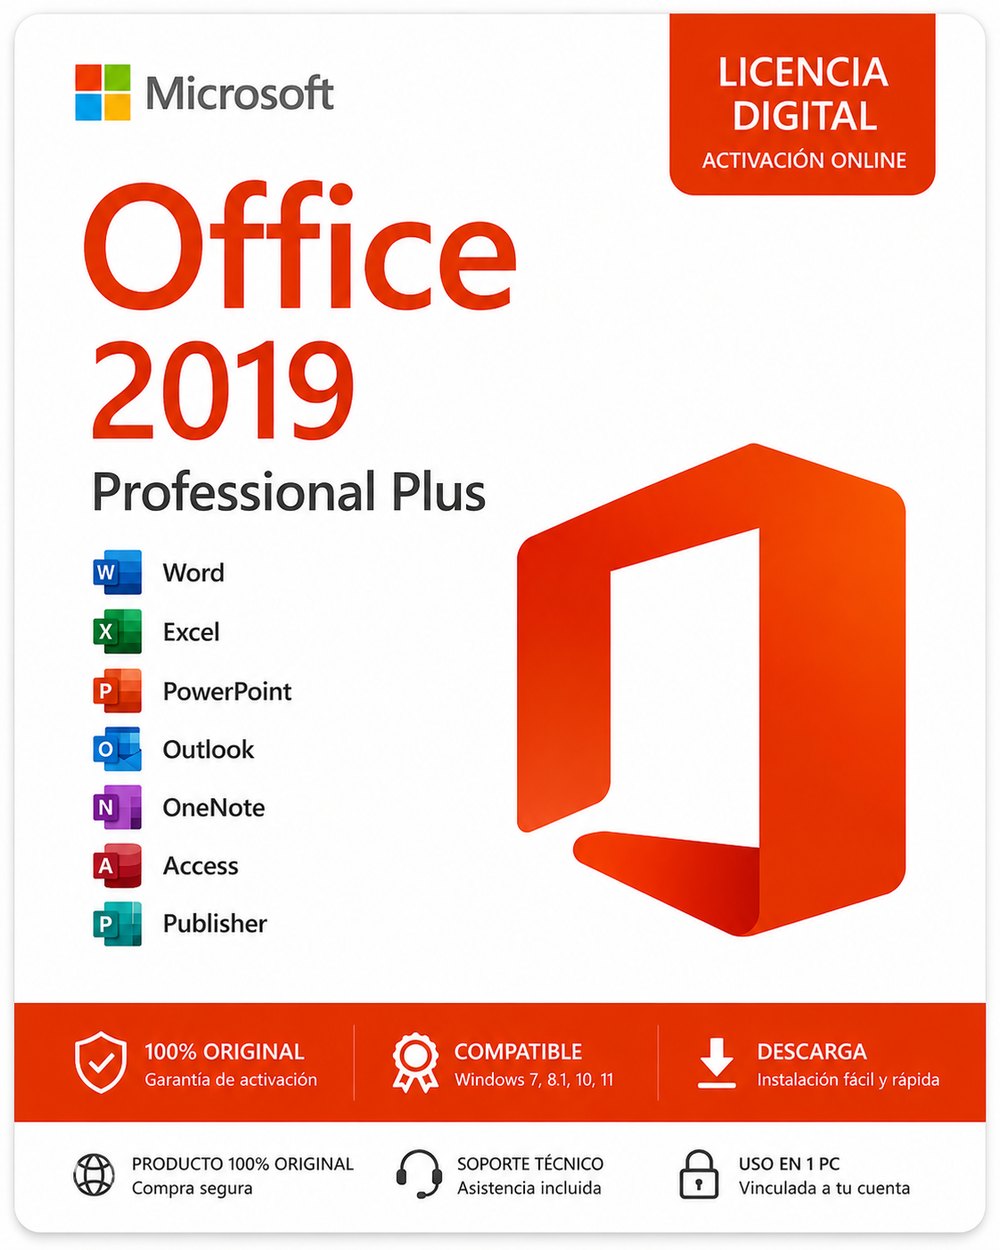 Microsoft
LICENCIA
DIGITAL
ACTIVACIÓN ONLINE
Office
2019
Professional Plus
W Word
X Excel
P PowerPoint
O Outlook
N OneNote
A Access
P Publisher
100% ORIGINAL
Garantía de activación
COMPATIBLE
Windows 7, 8.1, 10, 11
DESCARGA
Instalación fácil y rápida
PRODUCTO 100% ORIGINAL
Compra segura
SOPORTE TÉCNICO
Asistencia incluida
USO EN 1 PC
Vinculada a tu cuenta